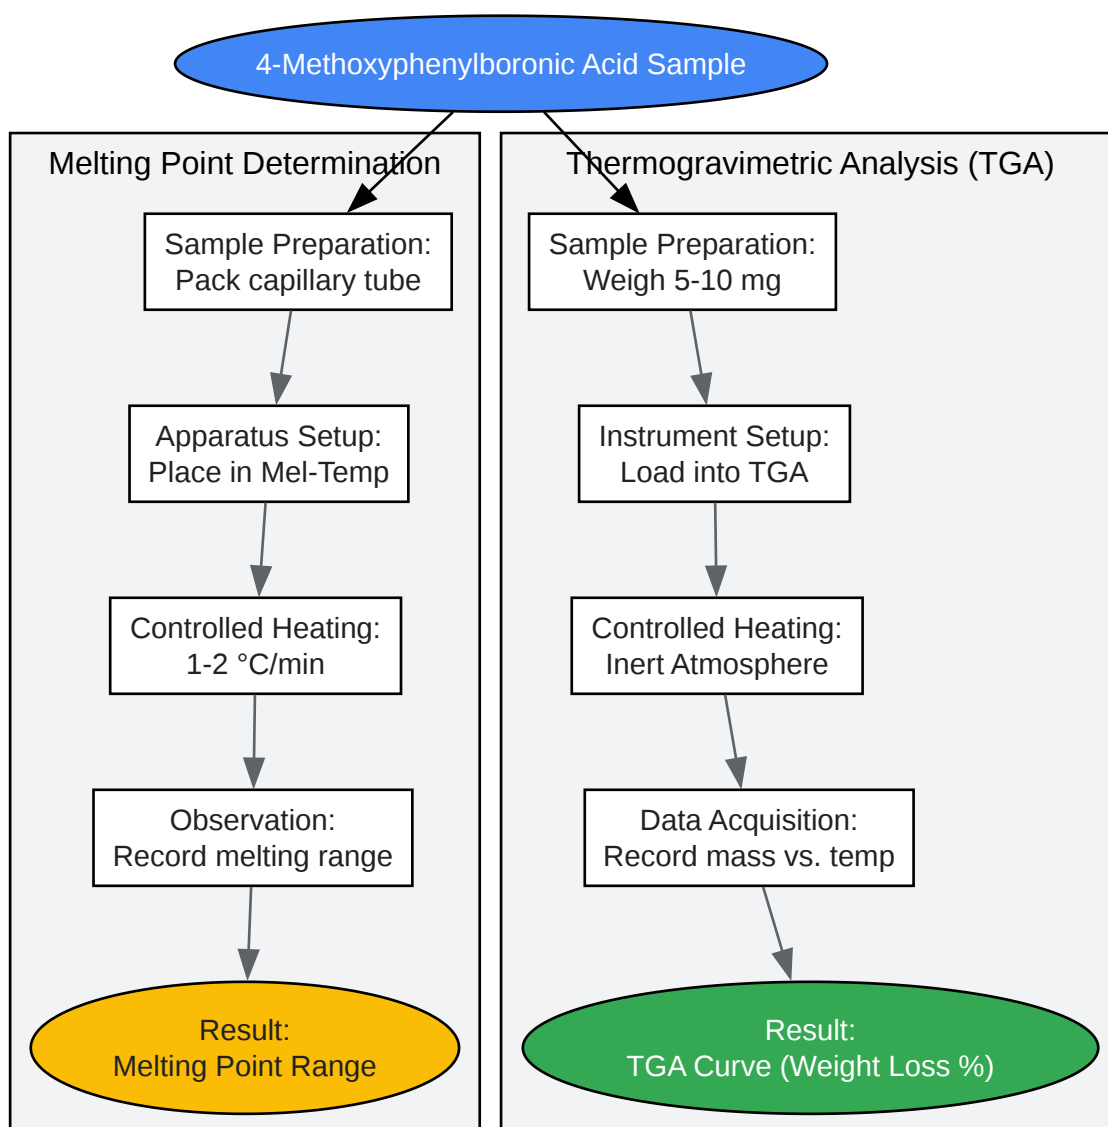 4-Methoxyphenylboronic Acid Sample
Melting Point Determination
Sample Preparation:
Pack capillary tube
Apparatus Setup:
Place in Mel-Temp
Controlled Heating:
1-2 °C/min
Observation:
Record melting range
Result:
Melting Point Range
Thermogravimetric Analysis (TGA)
Sample Preparation:
Weigh 5-10 mg
Instrument Setup:
Load into TGA
Controlled Heating:
Inert Atmosphere
Data Acquisition:
Record mass vs. temp
Result:
TGA Curve (Weight Loss %)